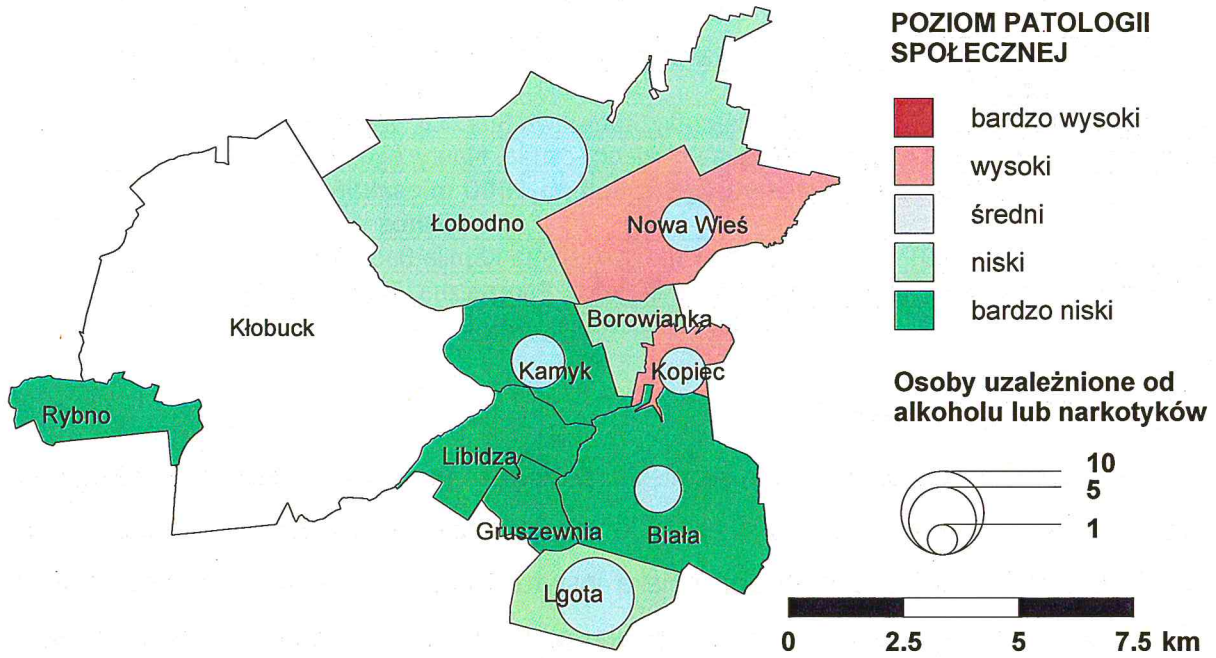 POZIOM PATOLOGII
SPOŁECZNEJ
bardzo wysoki
wysoki
średni
niski
bardzo niski
Osoby uzależnione od
alkoholu lub narkotyków
10
5
1
0
2.5
5
7.5 km
Łobodno
Nowa Wieś
Borowianka
Kłobuck
Kamyk
Kopiec
Rybno
Libidza
Gruszewnia
Biała
Lgota